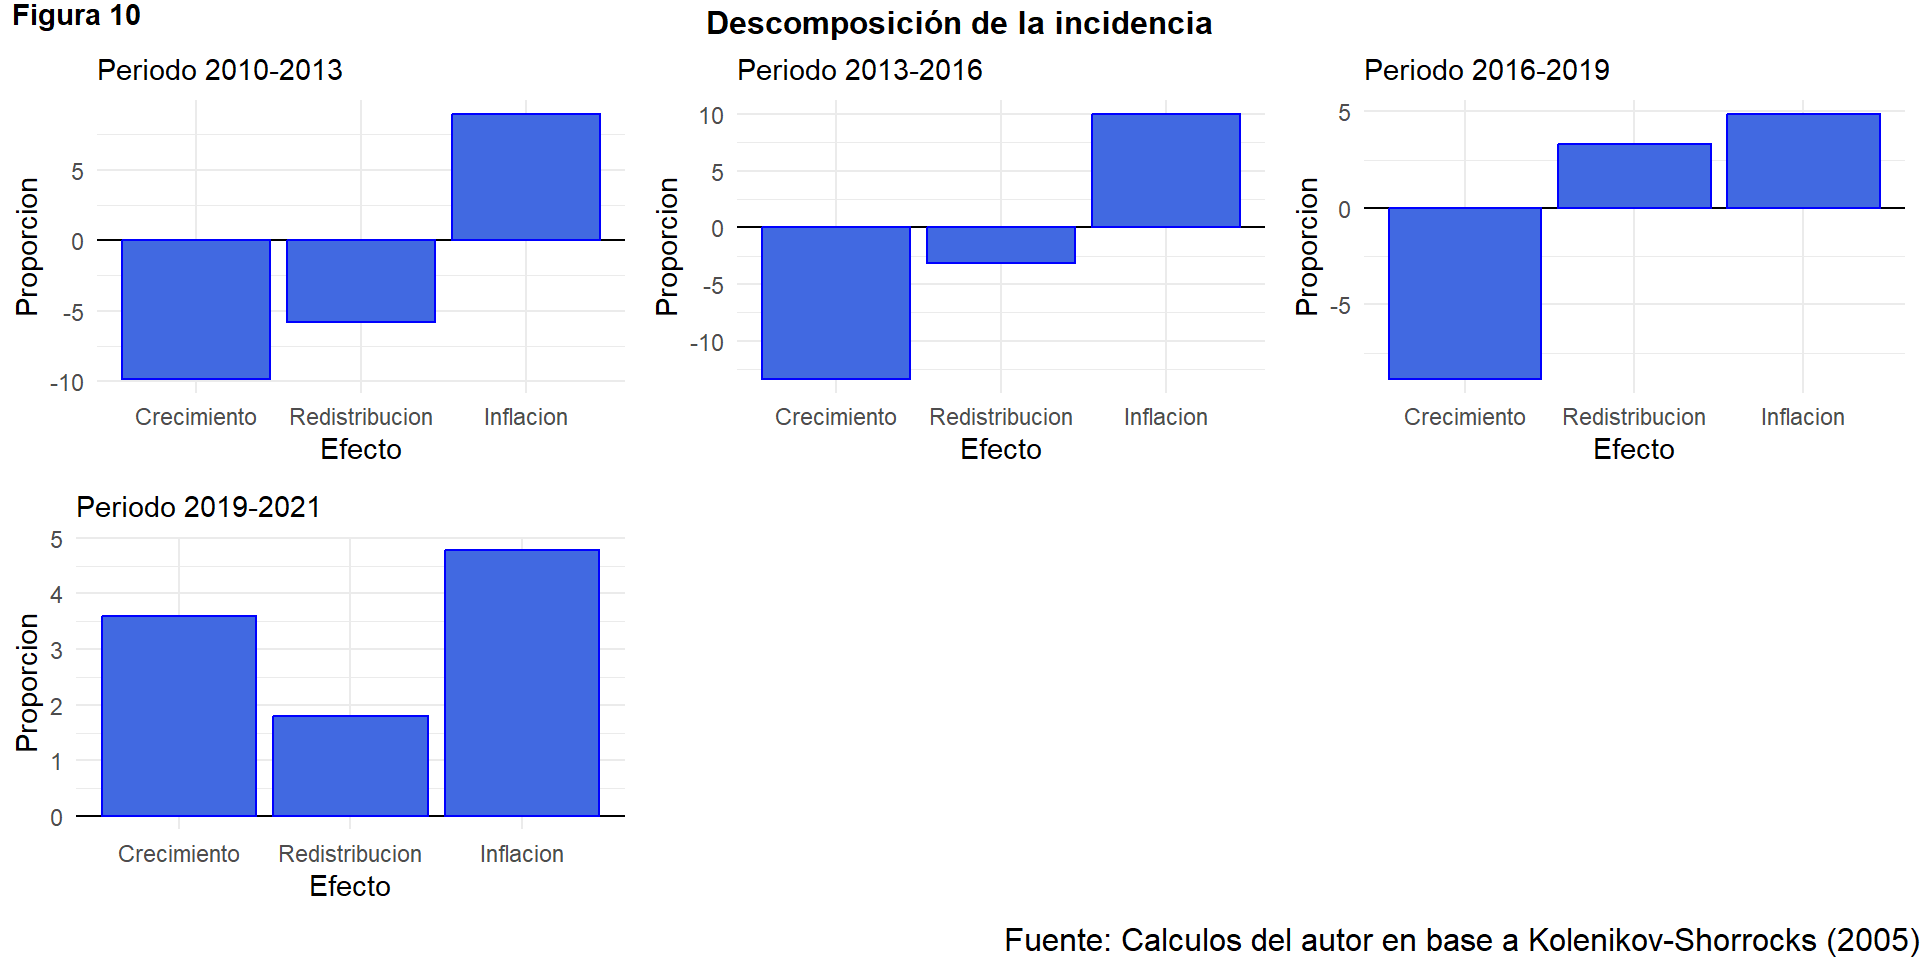 Figura 10
Descomposición de la incidencia
Periodo 2010-2013
Proporcion
5
0
-5
-10
Crecimiento Redistribucion Inflacion
Efecto
Periodo 2013-2016
Proporcion
10
5
0
-5
-10
Crecimiento Redistribucion Inflacion
Efecto
Periodo 2016-2019
Proporcion
5
0
-5
Crecimiento Redistribucion Inflacion
Efecto
Periodo 2019-2021
Proporcion
5
4
3
2
1
0
Crecimiento Redistribucion Inflacion
Efecto
Fuente: Calculos del autor en base a Kolenikov-Shorrocks (2005)